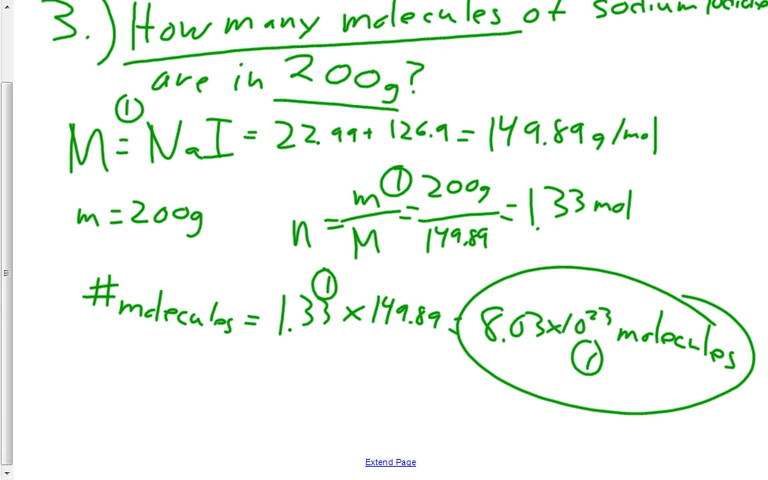 3.) How many molecules of sodium iodide
are in 200g?
①
M = NaI = 22.99 + 126.9 = 149.89 g/mol
m = 200g n = m/M ① = 200g/149.89 = 1.33 mol
①
#molecules = 1.33 × 149.89 = 8.03×10²³ molecules
①
Extend Page